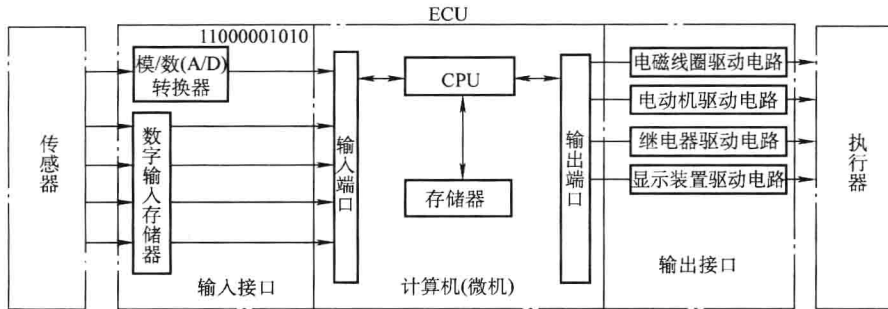 ECU
11000001010
模/数(A/D)
转换器
传感器
数字输入存储器
输入接口
输入端口
CPU
存储器
计算机(微机)
输出端口
电磁线圈驱动电路
电动机驱动电路
继电器驱动电路
显示装置驱动电路
输出接口
执行器